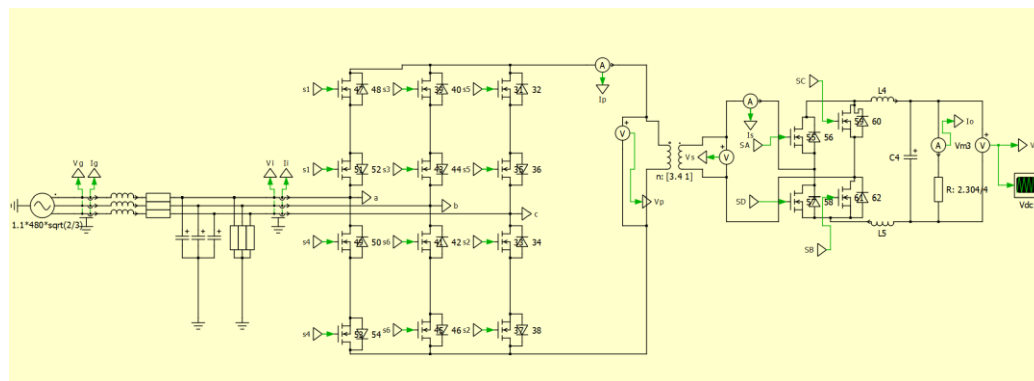 A
Ip
s1 48 s3 40 s5 32
SC
L4
60
A
Is
56
SA
V
Vs V
n: [3.4 1]
C4
A
Io
Vm3
V
V
R: 2.304/4
Vdc
s1 52 s3 44 s5 36
Vg Ig
Vi Ii
a
b
c
Vp
SD
58
62
L5
SB
1.1*480*sqrt(2/3)
s4 50 s6 42 s2 34
s4 54 s6 46 s2 38